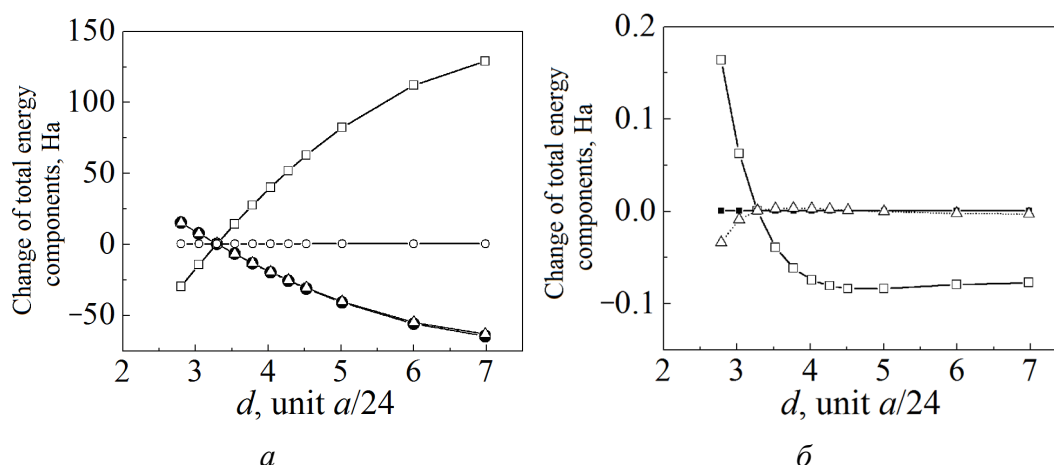 Change of total energy
components, Ha
150
100
50
0
−50
2 3 4 5 6 7
d, unit a/24
а
Change of total energy
components, Ha
0.2
0.1
0.0
−0.1
2 3 4 5 6 7
d, unit a/24
б